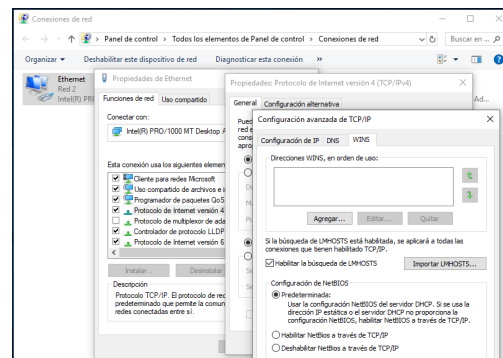 Conexiones de red
Panel de control > Todos los elementos de Panel de control > Conexiones de red
Buscar en ...
Organizar
Deshabilitar este dispositivo de red
Diagnosticar esta conexión
»
Ethernet
Red 2
Intel(R) PR
Ad...
Propiedades de Ethernet
Funciones de red
Uso compartido
Conectar con:
Intel(R) PRO/1000 MT Desktop A
Esta conexión usa los siguientes elemen
Cliente para redes Microsoft
Uso compartido de archivos e i
Programador de paquetes QoS
Protocolo de Internet versión 4
Protocolo de multiplexor de ada
Controlador de protocolo LLDP
Protocolo de Internet versión 6
Instalar...
Desinstalar
Descripción
Protocolo TCP/IP. El protocolo de rec
predeterminado que permite la comun
redes conectadas entre sí.
Propiedades: Protocolo de Internet versión 4 (TCP/IPv4)
General
Configuración alternativa
Configuración avanzada de TCP/IP
Configuración de IP
DNS
WINS
Direcciones WINS, en orden de uso:
Agregar...
Editar...
Quitar
Si la búsqueda de LMHOSTS está habilitada, se aplicará a todas las
conexiones que tienen habilitado TCP/IP.
Habilitar la búsqueda de LMHOSTS
Importar LMHOSTS...
Configuración de NetBIOS
Predeterminada:
Usar la configuración NetBIOS del servidor DHCP. Si se usa la
dirección IP estática o el servidor DHCP no proporciona la
configuración NetBIOS, habilitar NetBIOS a través de TCP/IP.
Habilitar NetBios a través de TCP/IP
Deshabilitar NetBios a través de TCP/IP